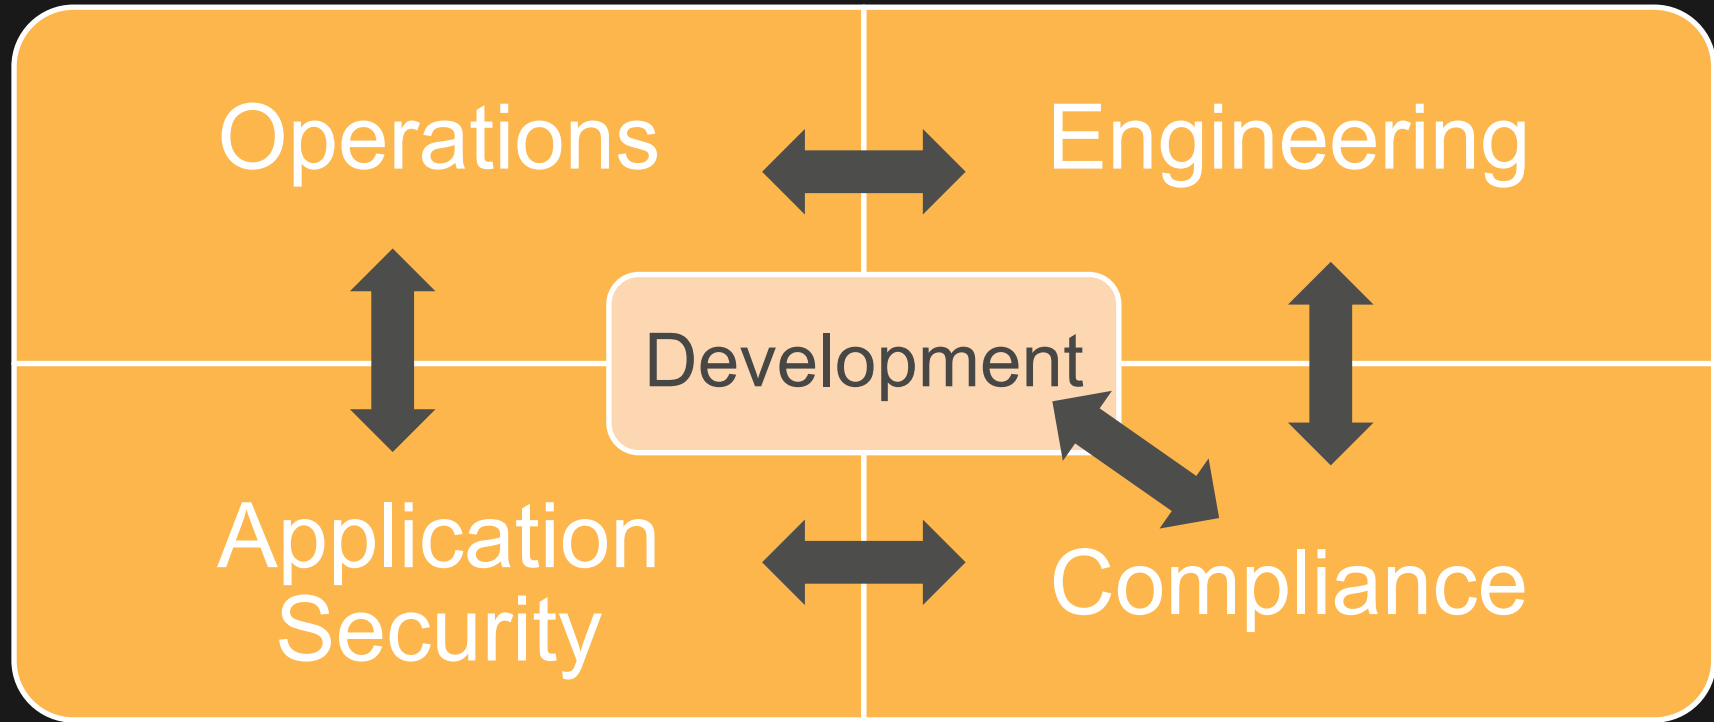 Operations
Engineering
Development
Application
Security
Compliance